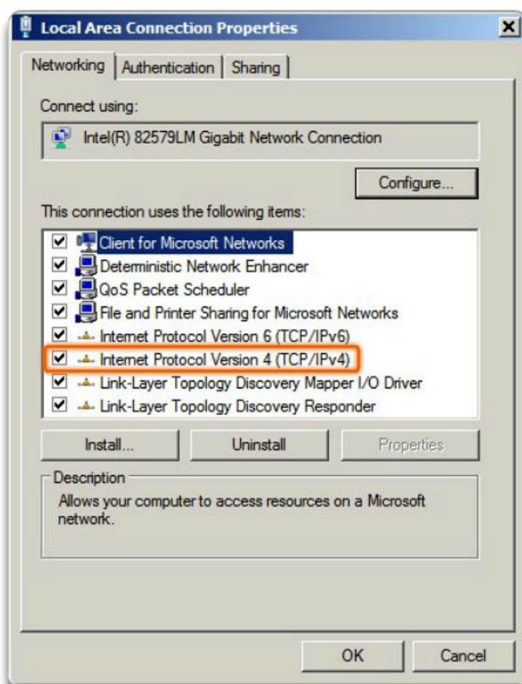 Local Area Connection Properties
Networking Authentication Sharing
Connect using:
Intel(R) 82579LM Gigabit Network Connection
Configure...
This connection uses the following items:
Client for Microsoft Networks
Deterministic Network Enhancer
QoS Packet Scheduler
File and Printer Sharing for Microsoft Networks
Internet Protocol Version 6 (TCP/IPv6)
Internet Protocol Version 4 (TCP/IPv4)
Link-Layer Topology Discovery Mapper I/O Driver
Link-Layer Topology Discovery Responder
Install... Uninstall Properties
Description
Allows your computer to access resources on a Microsoft
network.
OK Cancel